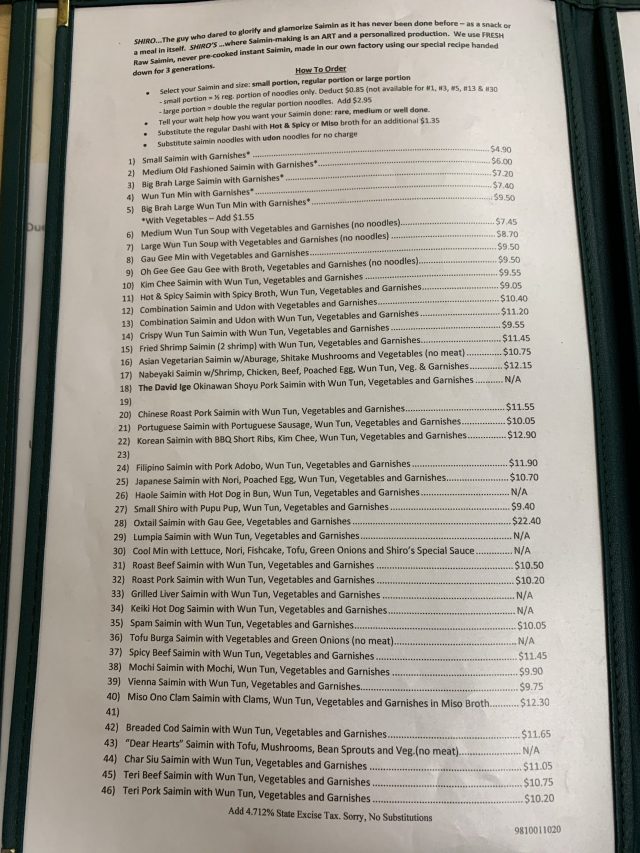 SHIRO...The guy who dared to glorify and glamorize Saimin as it has never been done before – as a snack or
a meal in itself. SHIRO'S ...where Saimin-making is an ART and a personalized production. We use FRESH
Raw Saimin, never pre-cooked instant Saimin, made in our own factory using our special recipe handed
down for 3 generations.
How To Order
• Select your Saimin and size: small portion, regular portion or large portion
- small portion = ½ reg. portion of noodles only. Deduct $0.85 (not available for #1, #3, #5, #13 & #30
- large portion = double the regular portion noodles. Add $2.95
• Tell your wait help how you want your Saimin done: rare, medium or well done.
• Substitute the regular Dashi with Hot & Spicy or Miso broth for an additional $1.35
• Substitute saimin noodles with udon noodles for no charge
1) Small Saimin with Garnishes* $4.90
2) Medium Old Fashioned Saimin with Garnishes* $6.00
3) Big Brah Large Saimin with Garnishes* $7.20
4) Wun Tun Min with Garnishes* $7.40
5) Big Brah Large Wun Tun Min with Garnishes* $9.50
*With Vegetables – Add $1.55
6) Medium Wun Tun Soup with Vegetables and Garnishes (no noodles) $7.45
7) Large Wun Tun Soup with Vegetables and Garnishes (no noodles) $8.70
8) Gau Gee Min with Vegetables and Garnishes $9.50
9) Oh Gee Gee Gau Gee with Broth, Vegetables and Garnishes (no noodles) $9.50
10) Kim Chee Saimin with Wun Tun, Vegetables and Garnishes $9.55
11) Hot & Spicy Saimin with Spicy Broth, Wun Tun, Vegetables and Garnishes $9.05
12) Combination Saimin and Udon with Vegetables and Garnishes $10.40
13) Combination Saimin and Udon with Wun Tun, Vegetables and Garnishes $11.20
14) Crispy Wun Tun Saimin with Wun Tun, Vegetables and Garnishes $9.55
15) Fried Shrimp Saimin (2 shrimp) with Wun Tun, Vegetables and Garnishes $11.45
16) Asian Vegetarian Saimin w/Aburage, Shitake Mushrooms and Vegetables (no meat) $10.75
17) Nabeyaki Saimin w/Shrimp, Chicken, Beef, Poached Egg, Wun Tun, Veg. & Garnishes $12.15
18) The David Ige Okinawan Shoyu Pork Saimin with Wun Tun, Vegetables and Garnishes N/A
19)
20) Chinese Roast Pork Saimin with Wun Tun, Vegetables and Garnishes $11.55
21) Portuguese Saimin with Portuguese Sausage, Wun Tun, Vegetables and Garnishes $10.05
22) Korean Saimin with BBQ Short Ribs, Kim Chee, Wun Tun, Vegetables and Garnishes $12.90
23)
24) Filipino Saimin with Pork Adobo, Wun Tun, Vegetables and Garnishes $11.90
25) Japanese Saimin with Nori, Poached Egg, Wun Tun, Vegetables and Garnishes $10.70
26) Haole Saimin with Hot Dog in Bun, Wun Tun, Vegetables and Garnishes N/A
27) Small Shiro with Pupu Pup, Wun Tun, Vegetables and Garnishes $9.40
28) Oxtail Saimin with Gau Gee, Vegetables and Garnishes $22.40
29) Lumpia Saimin with Wun Tun, Vegetables and Garnishes N/A
30) Cool Min with Lettuce, Nori, Fishcake, Tofu, Green Onions and Shiro's Special Sauce N/A
31) Roast Beef Saimin with Wun Tun, Vegetables and Garnishes $10.50
32) Roast Pork Saimin with Wun Tun, Vegetables and Garnishes $10.20
33) Grilled Liver Saimin with Wun Tun, Vegetables and Garnishes N/A
34) Keiki Hot Dog Saimin with Wun Tun, Vegetables and Garnishes N/A
35) Spam Saimin with Wun Tun, Vegetables and Garnishes $10.05
36) Tofu Burga Saimin with Vegetables and Green Onions (no meat) N/A
37) Spicy Beef Saimin with Wun Tun, Vegetables and Garnishes $11.45
38) Mochi Saimin with Mochi, Wun Tun, Vegetables and Garnishes $9.90
39) Vienna Saimin with Wun Tun, Vegetables and Garnishes $9.75
40) Miso Ono Clam Saimin with Clams, Wun Tun, Vegetables and Garnishes in Miso Broth $12.30
41)
42) Breaded Cod Saimin with Wun Tun, Vegetables and Garnishes $11.65
43) "Dear Hearts" Saimin with Tofu, Mushrooms, Bean Sprouts and Veg.(no meat) N/A
44) Char Siu Saimin with Wun Tun, Vegetables and Garnishes $11.05
45) Teri Beef Saimin with Wun Tun, Vegetables and Garnishes $10.75
46) Teri Pork Saimin with Wun Tun, Vegetables and Garnishes $10.20
Add 4.712% State Excise Tax. Sorry, No Substitutions
9810011020